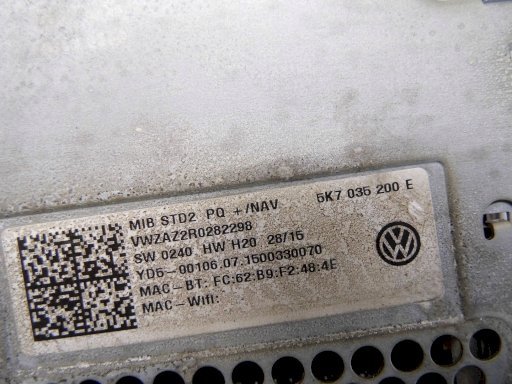 MIB STD2 PQ +/NAV 5K7 035 200 E
VWZAZ2R0282298
SW 0240 HW H20 28/15
YD5-00106.07.1500330070
MAC-BT: FC:62:B9:F2:48:4E
MAC-Wifi: